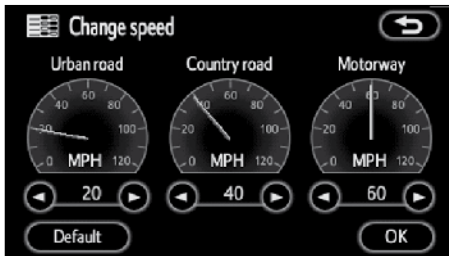 Change speed
Urban road Country road Motorway
60 60 60
40 80 40 80 40 80
20 100 20 100 20 100
0 MPH 120 0 MPH 120 0 MPH 120
20 40 60
Default OK